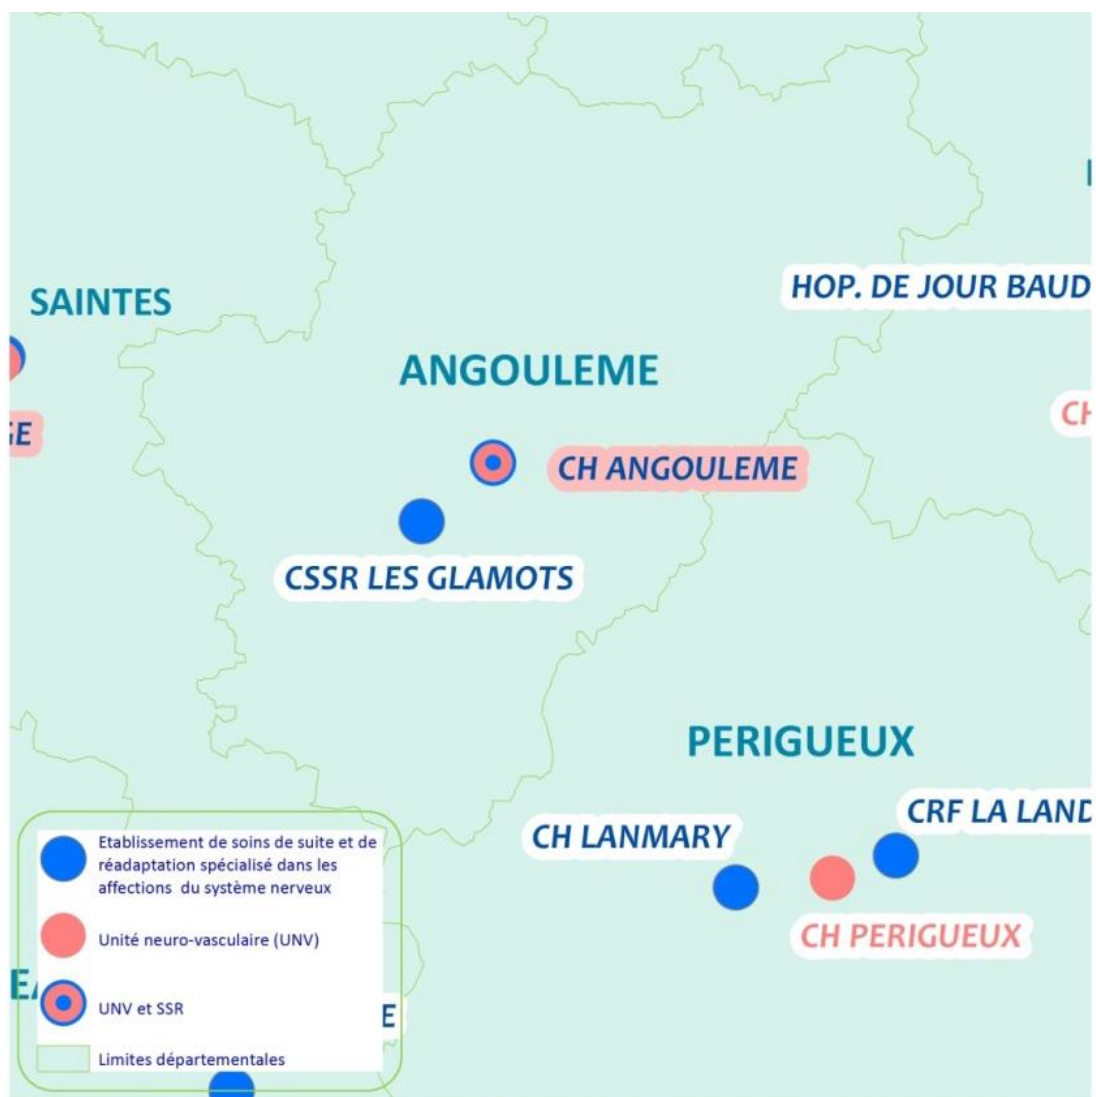 HOP. DE JOUR BAUD
SAINTES
ANGOULEME
CH
GE
CH ANGOULEME
CSSR LES GLAMOTS
PERIGUEUX
CRF LA LAND
CH LANMARY
CH PERIGUEUX
Etablissement de soins de suite et de
réadaptation spécialisé dans les
affections du système nerveux
Unité neuro-vasculaire (UNV)
UNV et SSR
E
Limites départementales